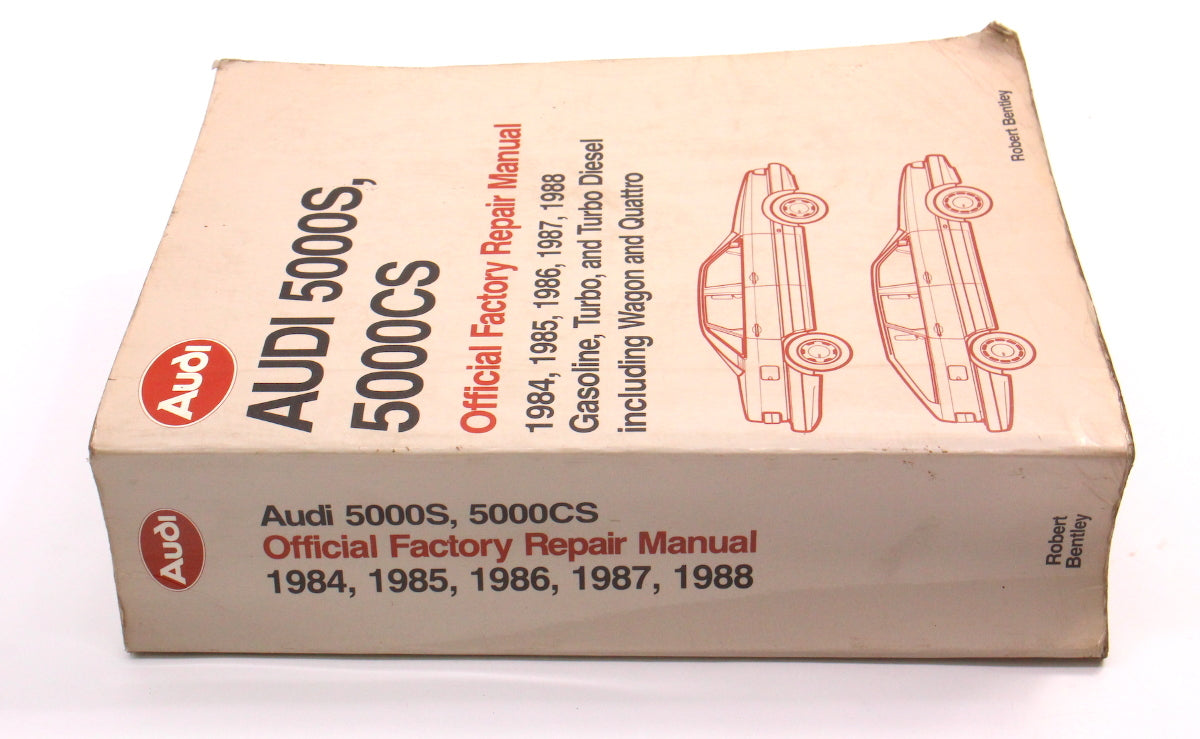 Audi
AUDI 5000S,
5000CS
Official Factory Repair Manual
1984, 1985, 1986, 1987, 1988
Gasoline, Turbo, and Turbo Diesel
including Wagon and Quattro
Robert Bentley
Audi
Audi 5000S, 5000CS
Official Factory Repair Manual
1984, 1985, 1986, 1987, 1988
Robert
Bentley